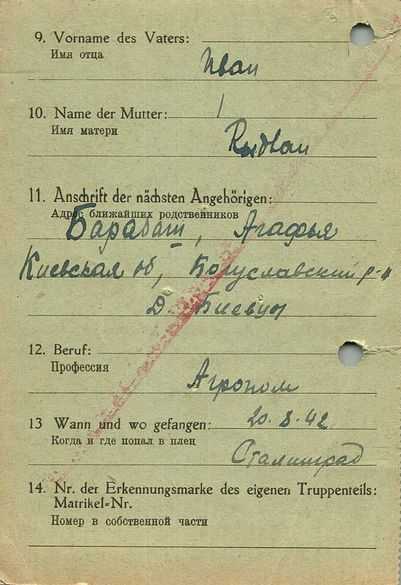 9. Vorname des Vaters:
Имя отца
Иван
10. Name der Mutter:
Имя матери
11. Anschrift der nächsten Angehörigen:
Адрес ближайших родственников
Барабаш, Агафья
Киевская об, Богуславский р-н
Д. Биевцы
12. Beruf:
Профессия
Агроном
13 Wann und wo gefangen: 20.8.42
Когда и где попал в плен
Сталинград
14. Nr. der Erkennungsmarke des eigenen Truppenteils:
Matrikel-Nr.
Номер в собственной части